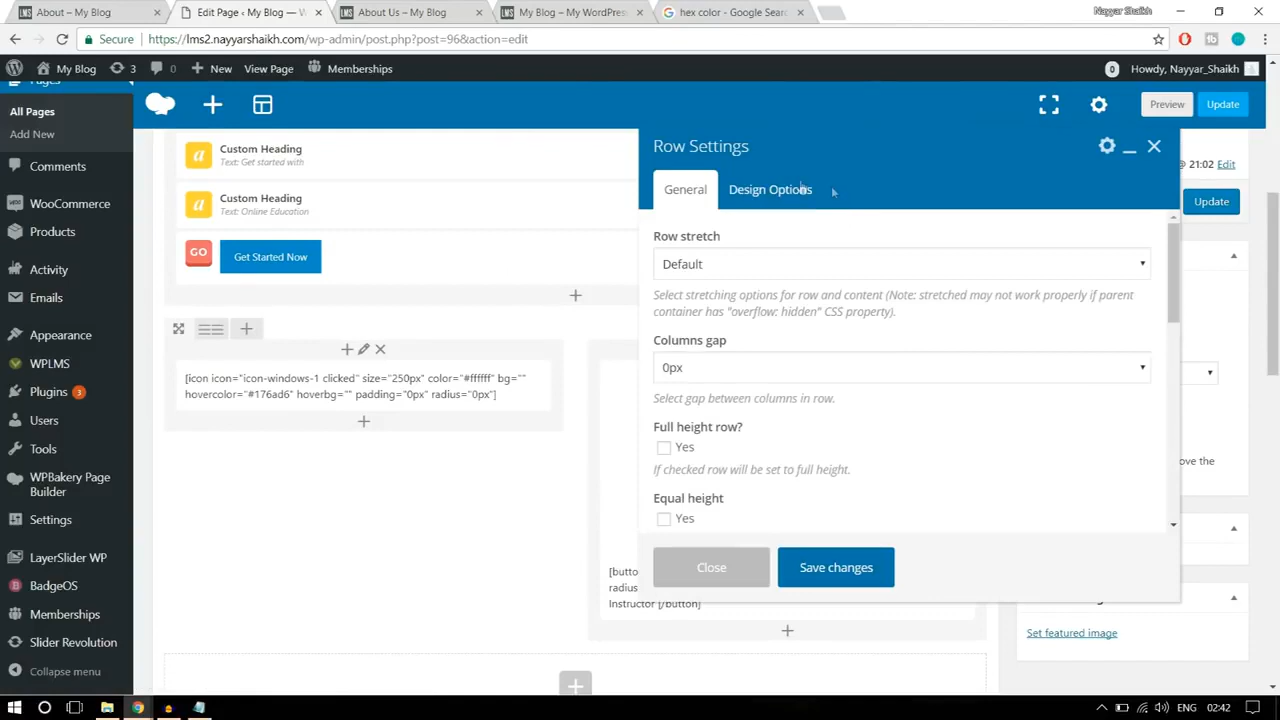 About – My Blog
Edit Page ‹ My Blog —
About Us – My Blog
My Blog – My WordPress
hex color - Google Sear
Nayyar Shaikh
Secure
https://lms2.nayyarshaikh.com/wp-admin/post.php?post=96&action=edit
My Blog
3
0
New
View Page
Memberships
0
Howdy, Nayyar_Shaikh
Pages
All Pages
Add New
Comments
WooCommerce
Products
Activity
Emails
Appearance
WPLMS
Plugins 3
Users
Tools
WPBakery Page
Builder
Settings
LayerSlider WP
BadgeOS
Memberships
Slider Revolution
Collapse menu
Preview
Update
Custom Heading
Text: Get started with
Custom Heading
Text: Online Education
GO
Get Started Now
[icon icon="icon-windows-1 clicked" size="250px" color="#ffffff" bg=""
hovercolor="#176ad6" hoverbg="" padding="0px" radius="0px"]
[button
radius
Instructor [/button]
Row Settings
General
Design Options
Row stretch
Default
Select stretching options for row and content (Note: stretched may not work properly if parent
container has "overflow: hidden" CSS property).
Columns gap
0px
Select gap between columns in row.
Full height row?
Yes
If checked row will be set to full height.
Equal height
Yes
Close
Save changes
@ 21:02 Edit
Update
ove the
Set featured image
ENG
02:42